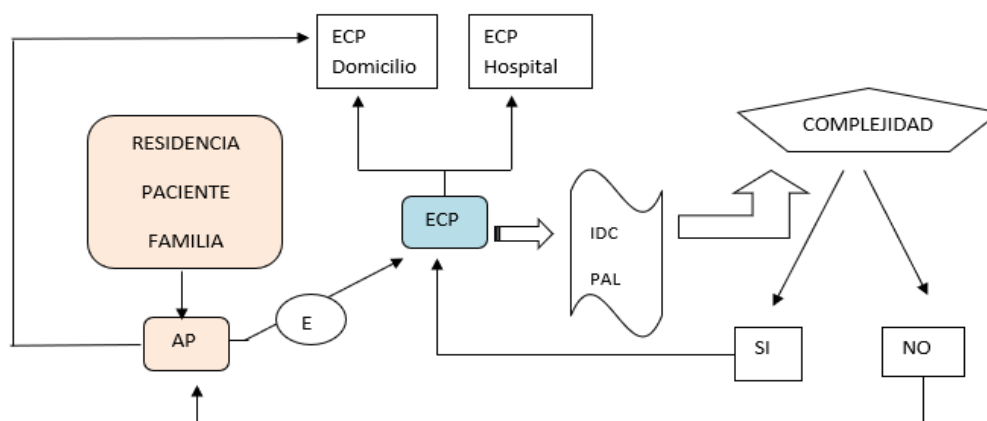 ECP
Domicilio
ECP
Hospital
COMPLEJIDAD
RESIDENCIA
PACIENTE
FAMILIA
ECP
IDC
PAL
E
AP
SI
NO